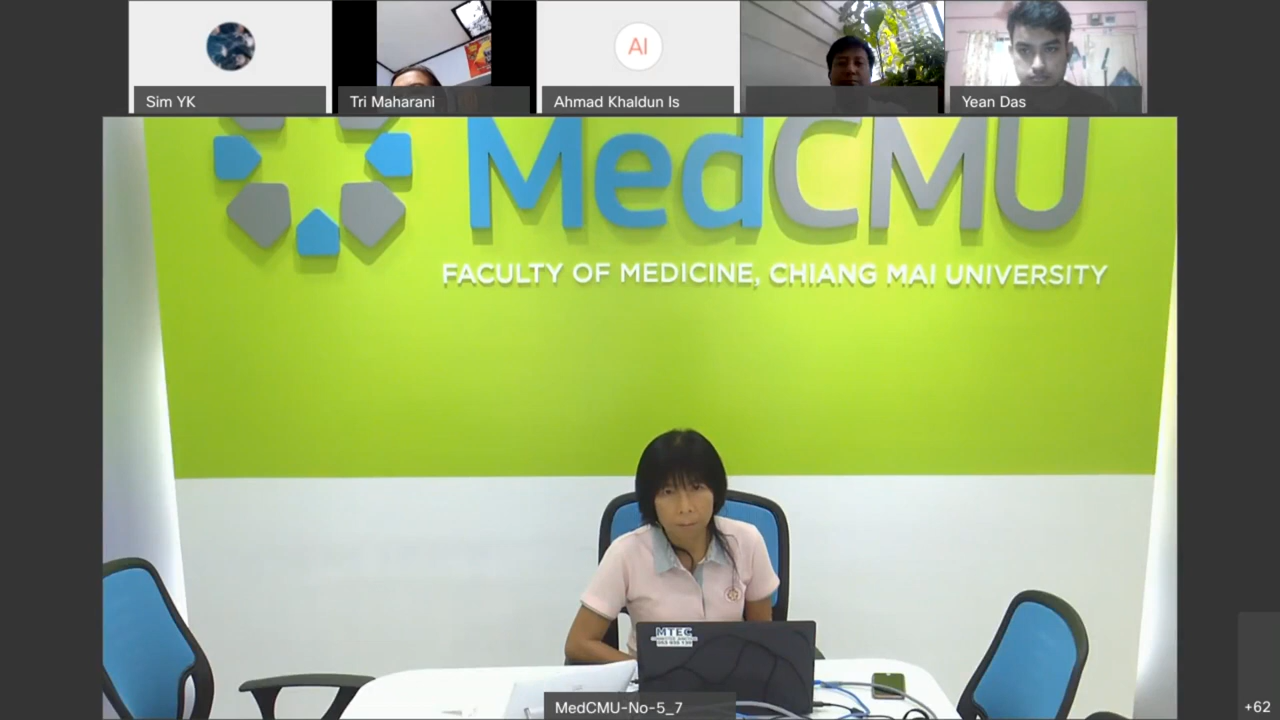 Sim YK
Tri Maharani
AI
Ahmad Khaldun Is
Yean Das
MedCMU
FACULTY OF MEDICINE, CHIANG MAI UNIVERSITY
MTEC
MedCMU-No-5_7
+62